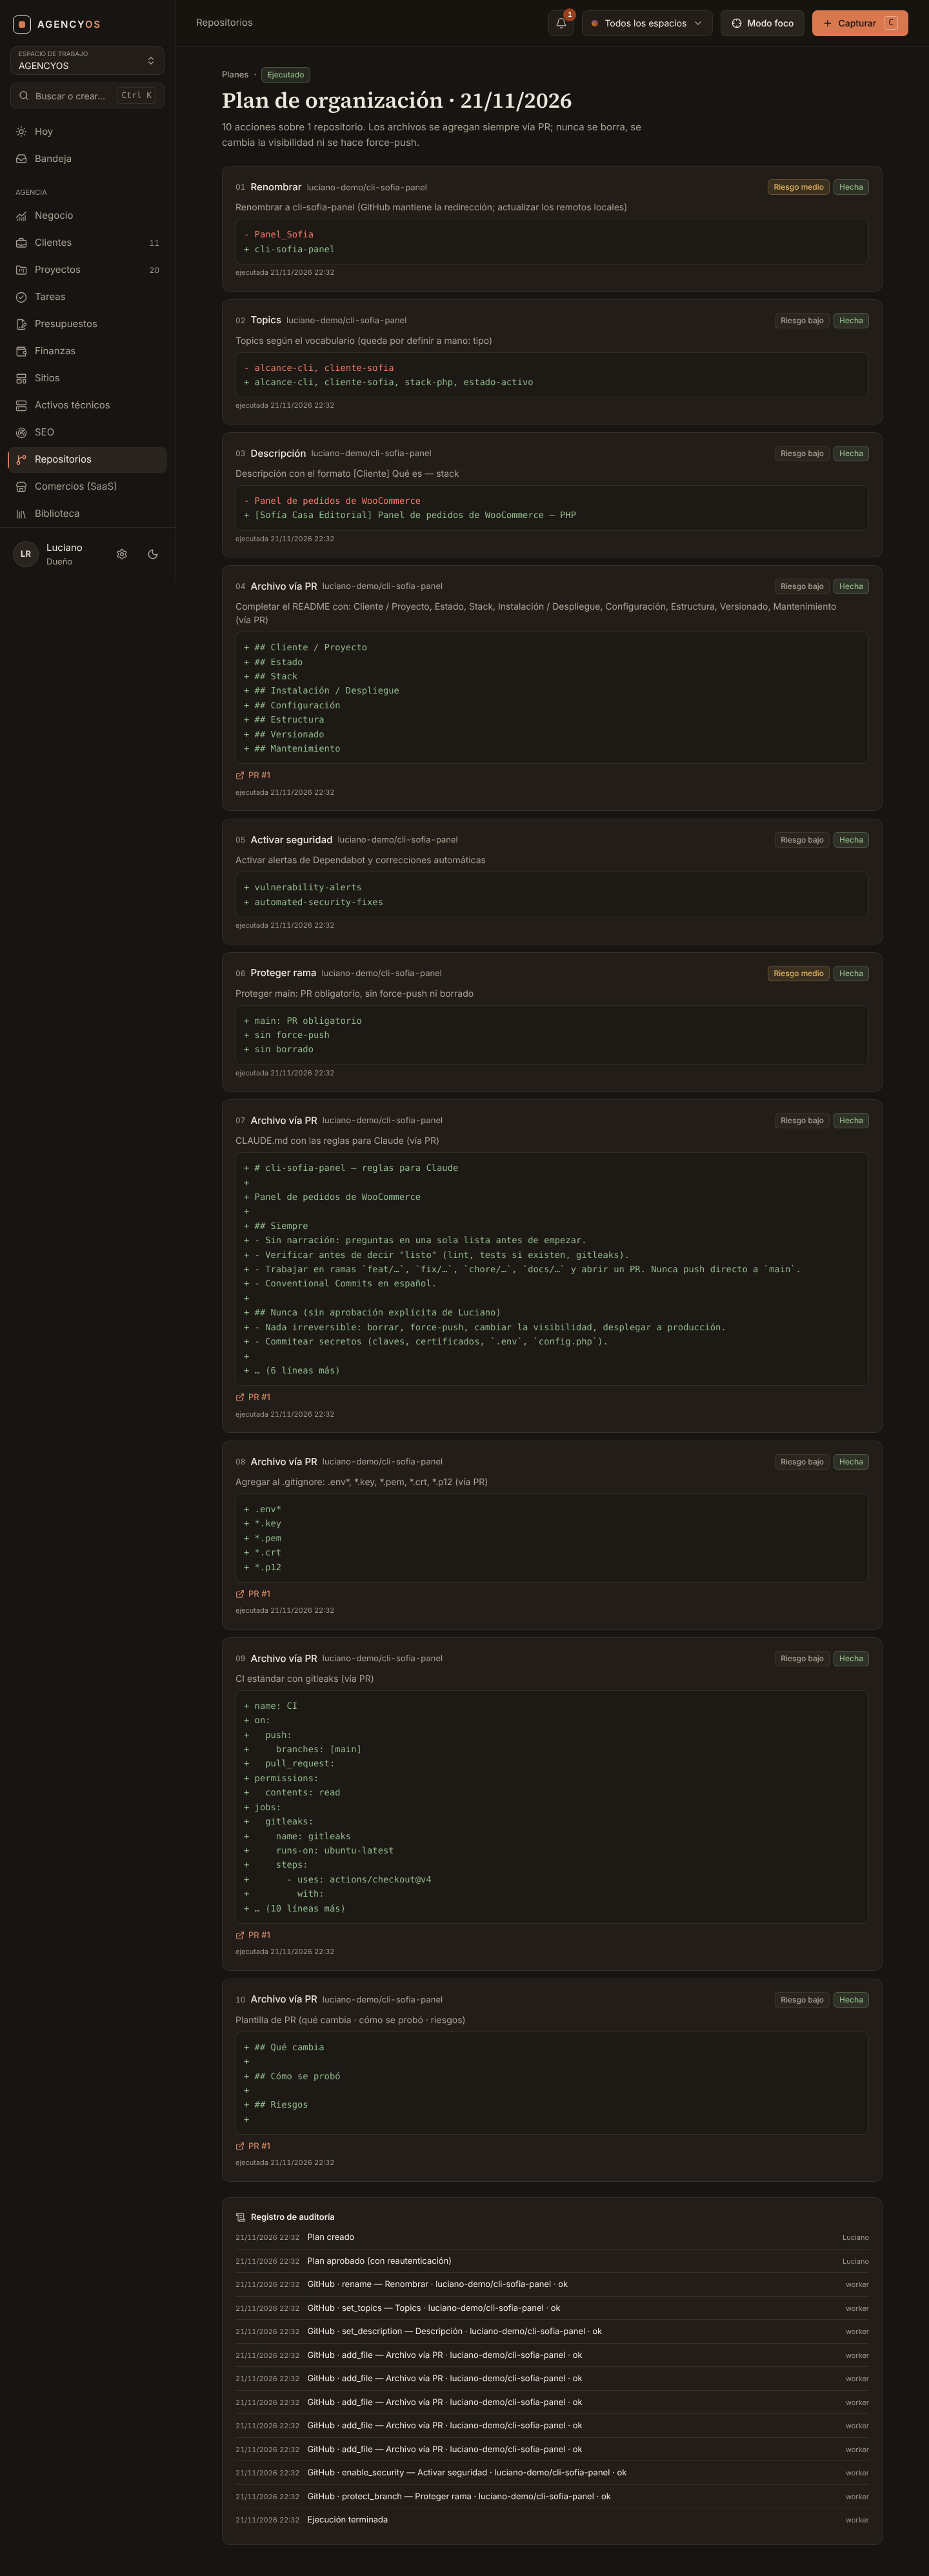 AGENCYOS
ESPACIO DE TRABAJO
AGENCYOS
Buscar o crear... Ctrl K
Hoy
Bandeja
AGENCIA
Negocio
Clientes 11
Proyectos 20
Tareas
Presupuestos
Finanzas
Sitios
Activos técnicos
SEO
Repositorios
Comercios (SaaS)
Biblioteca
LR
Luciano
Dueño
Repositorios
1
Todos los espacios
Modo foco
Capturar C
Planes · Ejecutado
Plan de organización · 21/11/2026
10 acciones sobre 1 repositorio. Los archivos se agregan siempre vía PR; nunca se borra, se
cambia la visibilidad ni se hace force-push.
01 Renombrar luciano-demo/cli-sofia-panel Riesgo medio Hecha
Renombrar a cli-sofia-panel (GitHub mantiene la redirección; actualizar los remotos locales)
- Panel_Sofia
+ cli-sofia-panel
ejecutada 21/11/2026 22:32
02 Topics luciano-demo/cli-sofia-panel Riesgo bajo Hecha
Topics según el vocabulario (queda por definir a mano: tipo)
- alcance-cli, cliente-sofia
+ alcance-cli, cliente-sofia, stack-php, estado-activo
ejecutada 21/11/2026 22:32
03 Descripción luciano-demo/cli-sofia-panel Riesgo bajo Hecha
Descripción con el formato [Cliente] Qué es — stack
- Panel de pedidos de WooCommerce
+ [Sofía Casa Editorial] Panel de pedidos de WooCommerce — PHP
ejecutada 21/11/2026 22:32
04 Archivo vía PR luciano-demo/cli-sofia-panel Riesgo bajo Hecha
Completar el README con: Cliente / Proyecto, Estado, Stack, Instalación / Despliegue, Configuración, Estructura, Versionado, Mantenimiento
(vía PR)
+ ## Cliente / Proyecto
+ ## Estado
+ ## Stack
+ ## Instalación / Despliegue
+ ## Configuración
+ ## Estructura
+ ## Versionado
+ ## Mantenimiento
PR #1
ejecutada 21/11/2026 22:32
05 Activar seguridad luciano-demo/cli-sofia-panel Riesgo bajo Hecha
Activar alertas de Dependabot y correcciones automáticas
+ vulnerability-alerts
+ automated-security-fixes
ejecutada 21/11/2026 22:32
06 Proteger rama luciano-demo/cli-sofia-panel Riesgo medio Hecha
Proteger main: PR obligatorio, sin force-push ni borrado
+ main: PR obligatorio
+ sin force-push
+ sin borrado
ejecutada 21/11/2026 22:32
07 Archivo vía PR luciano-demo/cli-sofia-panel Riesgo bajo Hecha
CLAUDE.md con las reglas para Claude (vía PR)
+ # cli-sofia-panel — reglas para Claude
+
+ Panel de pedidos de WooCommerce
+
+ ## Siempre
+ - Sin narración: preguntas en una sola lista antes de empezar.
+ - Verificar antes de decir "listo" (lint, tests si existen, gitleaks).
+ - Trabajar en ramas `feat/…`, `fix/…`, `chore/…`, `docs/…` y abrir un PR. Nunca push directo a `main`.
+ - Conventional Commits en español.
+
+ ## Nunca (sin aprobación explícita de Luciano)
+ - Nada irreversible: borrar, force-push, cambiar la visibilidad, desplegar a producción.
+ - Commitear secretos (claves, certificados, `.env`, `config.php`).
+
+ … (6 líneas más)
PR #1
ejecutada 21/11/2026 22:32
08 Archivo vía PR luciano-demo/cli-sofia-panel Riesgo bajo Hecha
Agregar al .gitignore: .env*, *.key, *.pem, *.crt, *.p12 (vía PR)
+ .env*
+ *.key
+ *.pem
+ *.crt
+ *.p12
PR #1
ejecutada 21/11/2026 22:32
09 Archivo vía PR luciano-demo/cli-sofia-panel Riesgo bajo Hecha
CI estándar con gitleaks (vía PR)
+ name: CI
+ on:
+   push:
+     branches: [main]
+   pull_request:
+ permissions:
+   contents: read
+ jobs:
+   gitleaks:
+     name: gitleaks
+     runs-on: ubuntu-latest
+     steps:
+       - uses: actions/checkout@v4
+         with:
+ … (10 líneas más)
PR #1
ejecutada 21/11/2026 22:32
10 Archivo vía PR luciano-demo/cli-sofia-panel Riesgo bajo Hecha
Plantilla de PR (qué cambia · cómo se probó · riesgos)
+ ## Qué cambia
+
+ ## Cómo se probó
+
+ ## Riesgos
+
PR #1
ejecutada 21/11/2026 22:32
Registro de auditoría
21/11/2026 22:32 Plan creado Luciano
21/11/2026 22:32 Plan aprobado (con reautenticación) Luciano
21/11/2026 22:32 GitHub · rename — Renombrar · luciano-demo/cli-sofia-panel · ok worker
21/11/2026 22:32 GitHub · set_topics — Topics · luciano-demo/cli-sofia-panel · ok worker
21/11/2026 22:32 GitHub · set_description — Descripción · luciano-demo/cli-sofia-panel · ok worker
21/11/2026 22:32 GitHub · add_file — Archivo vía PR · luciano-demo/cli-sofia-panel · ok worker
21/11/2026 22:32 GitHub · add_file — Archivo vía PR · luciano-demo/cli-sofia-panel · ok worker
21/11/2026 22:32 GitHub · add_file — Archivo vía PR · luciano-demo/cli-sofia-panel · ok worker
21/11/2026 22:32 GitHub · add_file — Archivo vía PR · luciano-demo/cli-sofia-panel · ok worker
21/11/2026 22:32 GitHub · add_file — Archivo vía PR · luciano-demo/cli-sofia-panel · ok worker
21/11/2026 22:32 GitHub · enable_security — Activar seguridad · luciano-demo/cli-sofia-panel · ok worker
21/11/2026 22:32 GitHub · protect_branch — Proteger rama · luciano-demo/cli-sofia-panel · ok worker
21/11/2026 22:32 Ejecución terminada worker